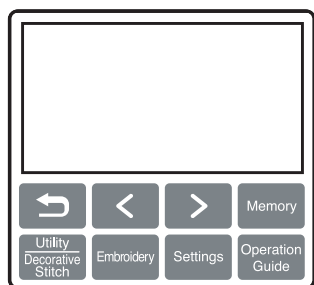 Memory
Utility
Decorative
Stitch
Embroidery
Settings
Operation
Guide